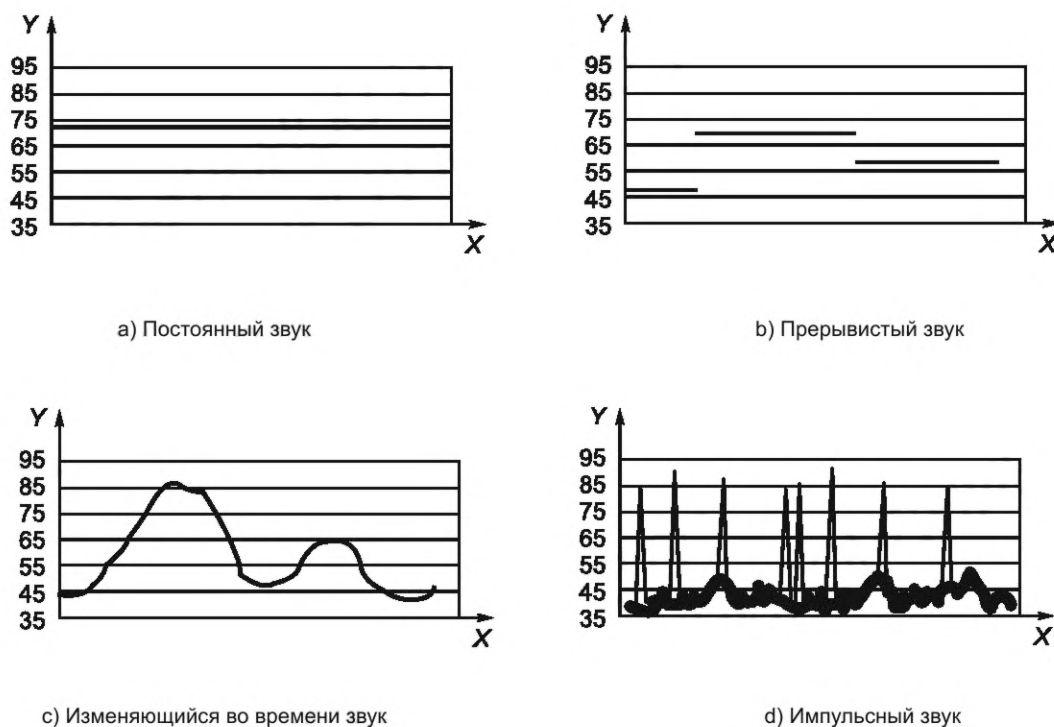 Y
95
85
75
65
55
45
35
X
a) Постоянный звук
Y
95
85
75
65
55
45
35
X
b) Прерывистый звук
Y
95
85
75
65
55
45
35
X
c) Изменяющийся во времени звук
Y
95
85
75
65
55
45
35
X
d) Импульсный звук